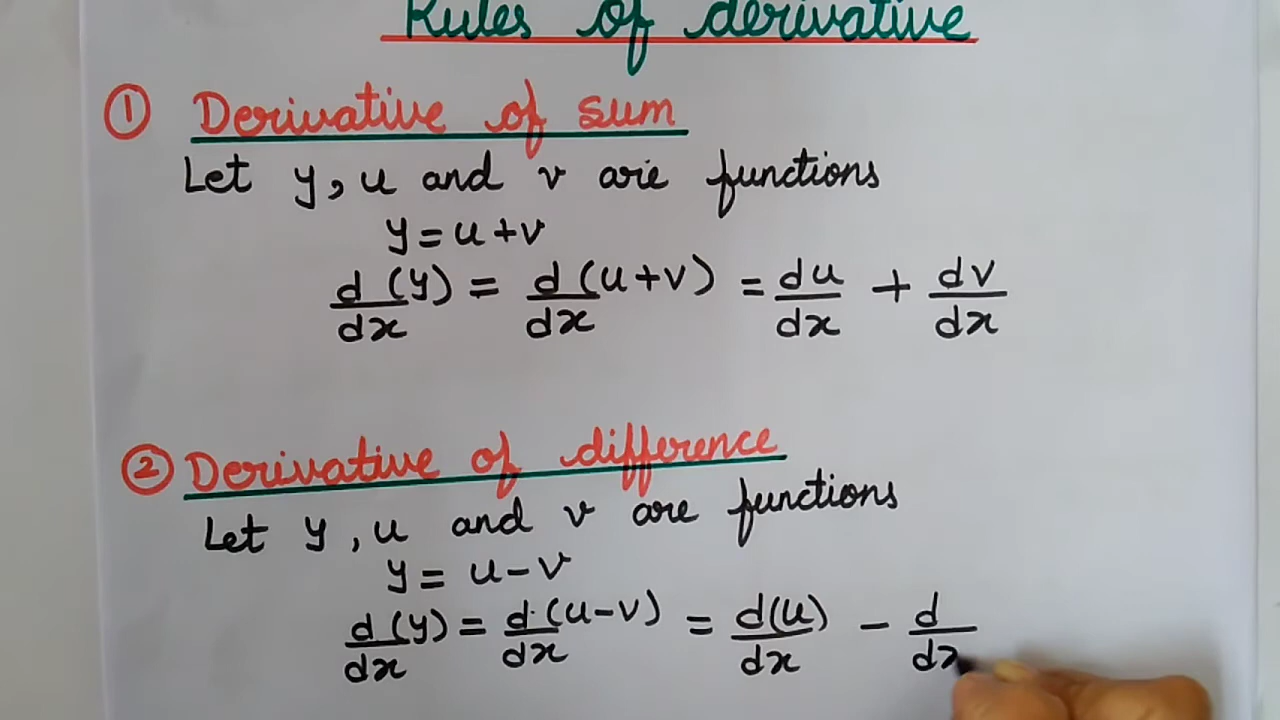 Rules of derivative
① Derivative of sum
Let y, u and v are functions
y = u + v
d/dx (y) = d/dx (u + v) = du/dx + dv/dx
② Derivative of difference
Let y, u and v are functions
y = u - v
d/dx (y) = d/dx (u - v) = d(u)/dx - d/dx